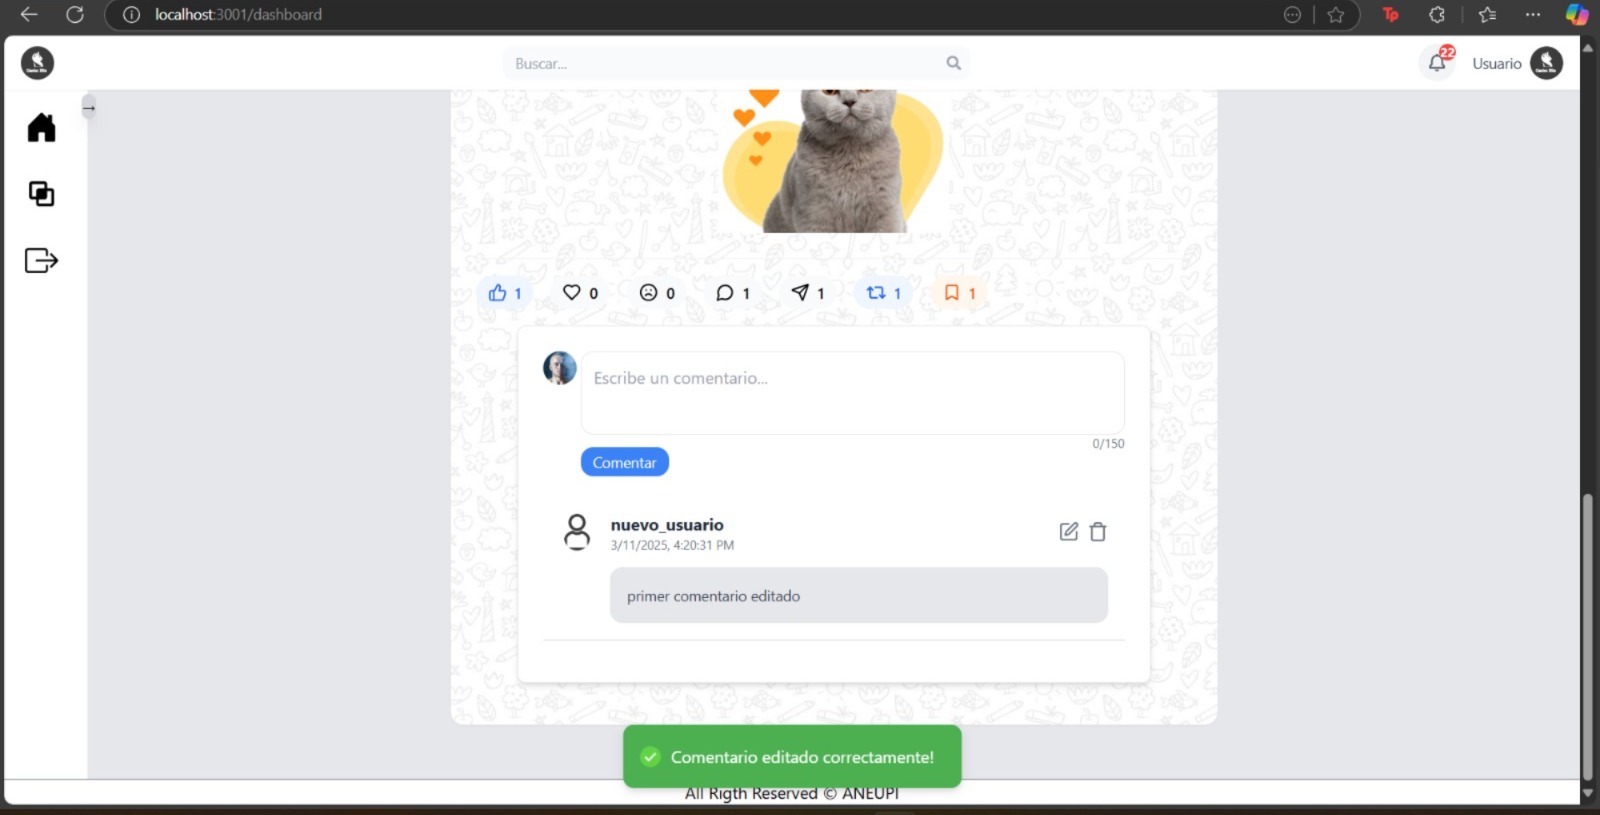 localhost:3001/dashboard
Buscar...
22
Usuario
1
0
0
1
1
1
1
Escribe un comentario...
0/150
Comentar
nuevo_usuario
3/11/2025, 4:20:31 PM
primer comentario editado
Comentario editado correctamente!
All Rigth Reserved © ANEUPI